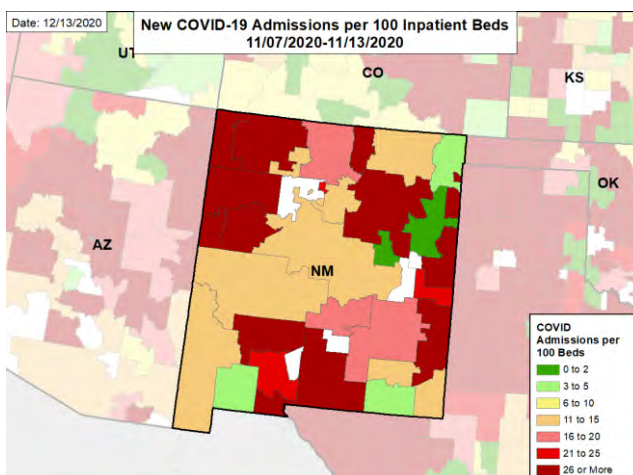 Date: 12/13/2020
New COVID-19 Admissions per 100 Inpatient Beds
11/07/2020-11/13/2020
UT
CO
KS
OK
AZ
NM
COVID
Admissions per
100 Beds
0 to 2
3 to 5
6 to 10
11 to 15
16 to 20
21 to 25
26 or More